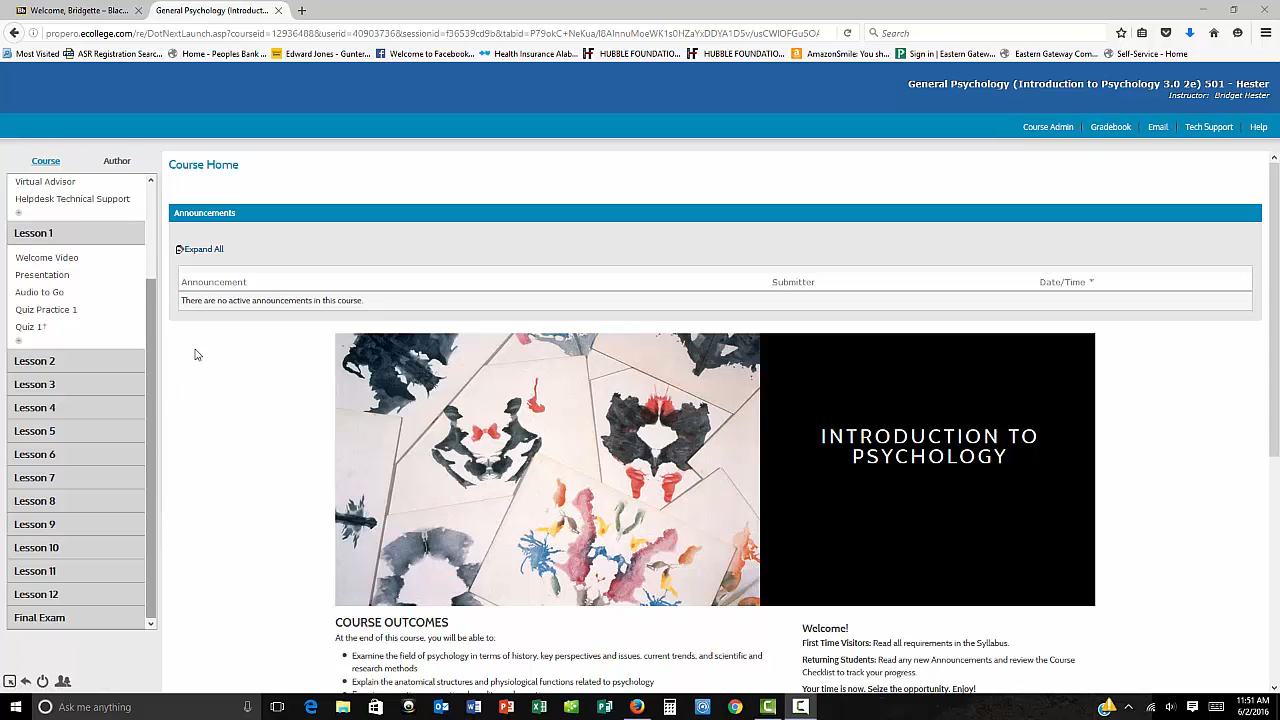 Welcome, Bridgette – Blac...
General Psychology (Introduct...
propero.ecollege.com/re/DotNextLaunch.asp?courseid=12936488&userid=40903736&sessionid=
Search
Most Visited
ASR Registration Searc...
Home - Peoples Bank ...
Edward Jones - Gunter...
Welcome to Facebook...
Health Insurance Alab...
HUBBLE FOUNDATIO...
HUBBLE FOUNDATIO...
AmazonSmile: You sh...
Sign in | Eastern Gatew...
Eastern Gateway Com...
Self-Service - Home
General Psychology (Introduction to Psychology 3.0 2e) 501 - Hester
Instructor: Bridget Hester
Course Admin | Gradebook | Email | Tech Support | Help
Course
Author
Virtual Advisor
Helpdesk Technical Support
Lesson 1
Welcome Video
Presentation
Audio to Go
Quiz Practice 1
Quiz 1†
Lesson 2
Lesson 3
Lesson 4
Lesson 5
Lesson 6
Lesson 7
Lesson 8
Lesson 9
Lesson 10
Lesson 11
Lesson 12
Final Exam
Course Home
Announcements
Expand All
Announcement Submitter Date/Time
There are no active announcements in this course.
INTRODUCTION TO
PSYCHOLOGY
COURSE OUTCOMES
At the end of this course, you will be able to:
Examine the field of psychology in terms of history, key perspectives and issues, current trends, and scientific and
research methods
Explain the anatomical structures and physiological functions related to psychology
Welcome!
First Time Visitors: Read all requirements in the Syllabus.
Returning Students: Read any new Announcements and review the Course
Checklist to track your progress.
Your time is now. Seize the opportunity. Enjoy!
Ask me anything
11:51 AM
6/2/2016